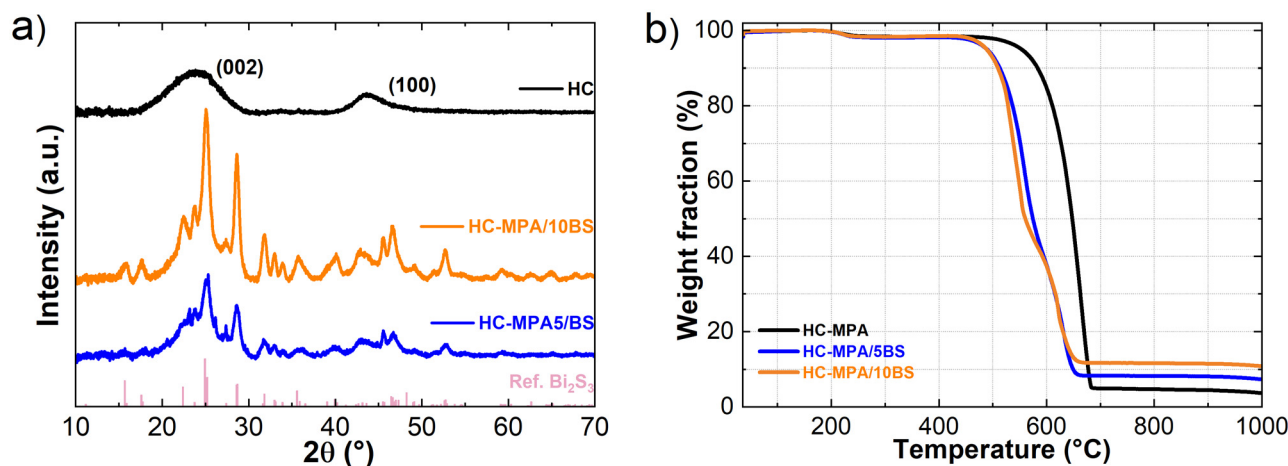 a)
Intensity (a.u.)
(002)
(100)
HC
HC-MPA/10BS
HC-MPA5/BS
Ref. Bi₂S₃
10 20 30 40 50 60 70
2θ (°)
b)
Weight fraction (%)
100
80
60
40
20
0
HC-MPA
HC-MPA/5BS
HC-MPA/10BS
200 400 600 800 1000
Temperature (°C)